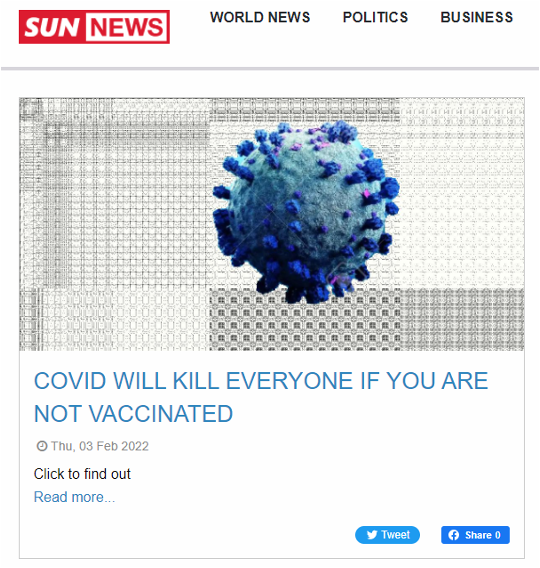 SUN NEWS
WORLD NEWS POLITICS BUSINESS
COVID WILL KILL EVERYONE IF YOU ARE
NOT VACCINATED
Thu, 03 Feb 2022
Click to find out
Read more...
Tweet Share 0